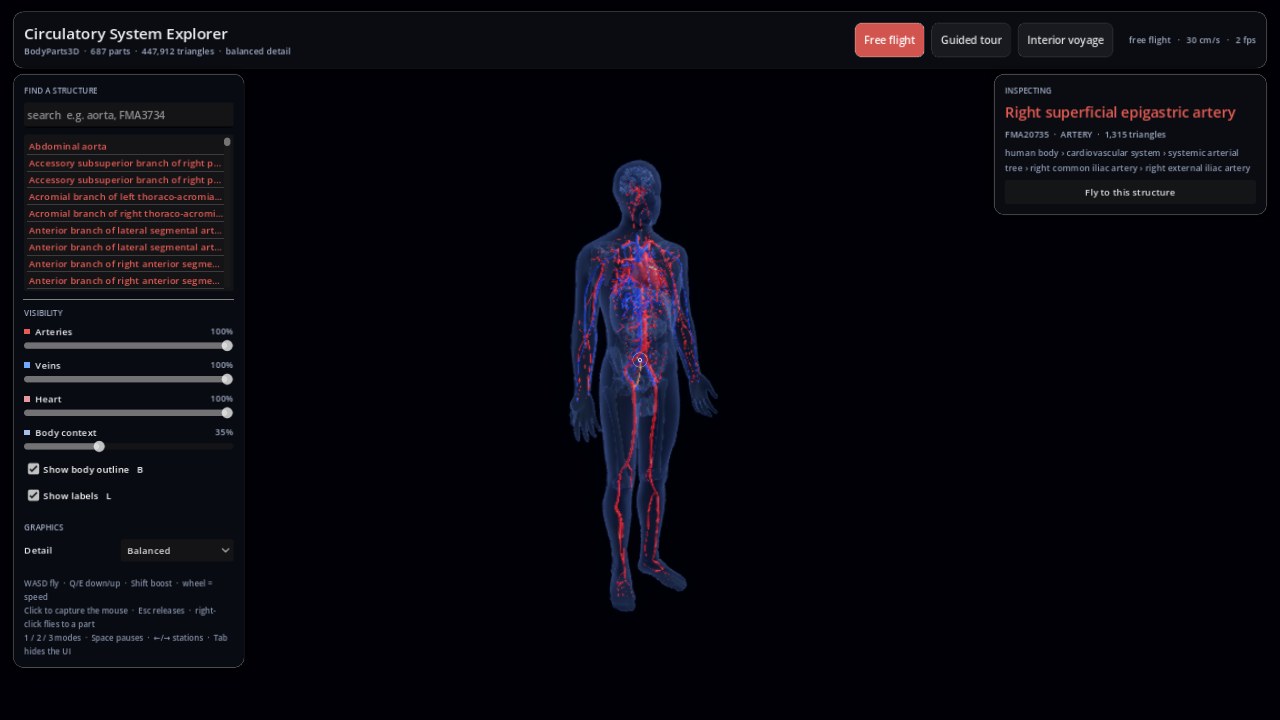 Circulatory System Explorer
BodyParts3D · 687 parts · 447,912 triangles · balanced detail
Free flight
Guided tour
Interior voyage
free flight · 30 cm/s · 2 fps
FIND A STRUCTURE
search e.g. aorta, FMA3734
Abdominal aorta
Accessory subsuperior branch of right p...
Accessory subsuperior branch of right p...
Acromial branch of left thoraco-acromia...
Acromial branch of right thoraco-acromi...
Anterior branch of lateral segmental art...
Anterior branch of lateral segmental art...
Anterior branch of right anterior segme...
Anterior branch of right anterior segme...
VISIBILITY
Arteries 100%
Veins 100%
Heart 100%
Body context 35%
Show body outline B
Show labels L
GRAPHICS
Detail Balanced
WASD fly · Q/E down/up · Shift boost · wheel =
speed
Click to capture the mouse · Esc releases · right-
click flies to a part
1 / 2 / 3 modes · Space pauses · ←/→ stations · Tab
hides the UI
INSPECTING
Right superficial epigastric artery
FMA20735 · ARTERY · 1,315 triangles
human body › cardiovascular system › systemic arterial
tree › right common iliac artery › right external iliac artery
Fly to this structure